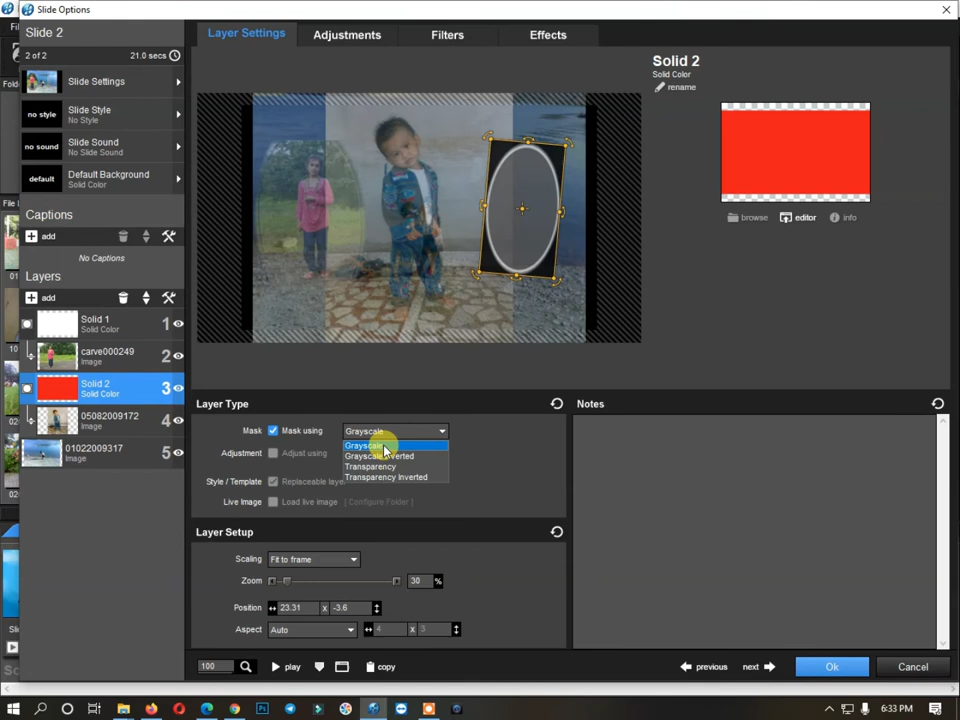 Slide Options
Slide 2
2 of 2
21.0 secs
Slide Settings
no style
Slide Style
No Style
no sound
Slide Sound
No Slide Sound
default
Default Background
Solid Color
Captions
add
No Captions
Layers
add
Solid 1
Solid Color
1
carve000249
Image
2
Solid 2
Solid Color
3
05082009172
Image
4
01022009317
Image
5
Layer Settings
Adjustments
Filters
Effects
Solid 2
Solid Color
rename
browse
editor
info
Layer Type
Mask
Mask using
Grayscale
Grayscale
Grayscale Inverted
Transparency
Transparency Inverted
Adjustment
Adjust using
Style / Template
Replaceable layer
Live Image
Load live image
[ Configure Folder ]
Layer Setup
Scaling
Fit to frame
Zoom
30
%
Position
23.31
x
-3.6
Aspect
Auto
4
x
3
Notes
100
play
copy
previous
next
Ok
Cancel
6:33 PM